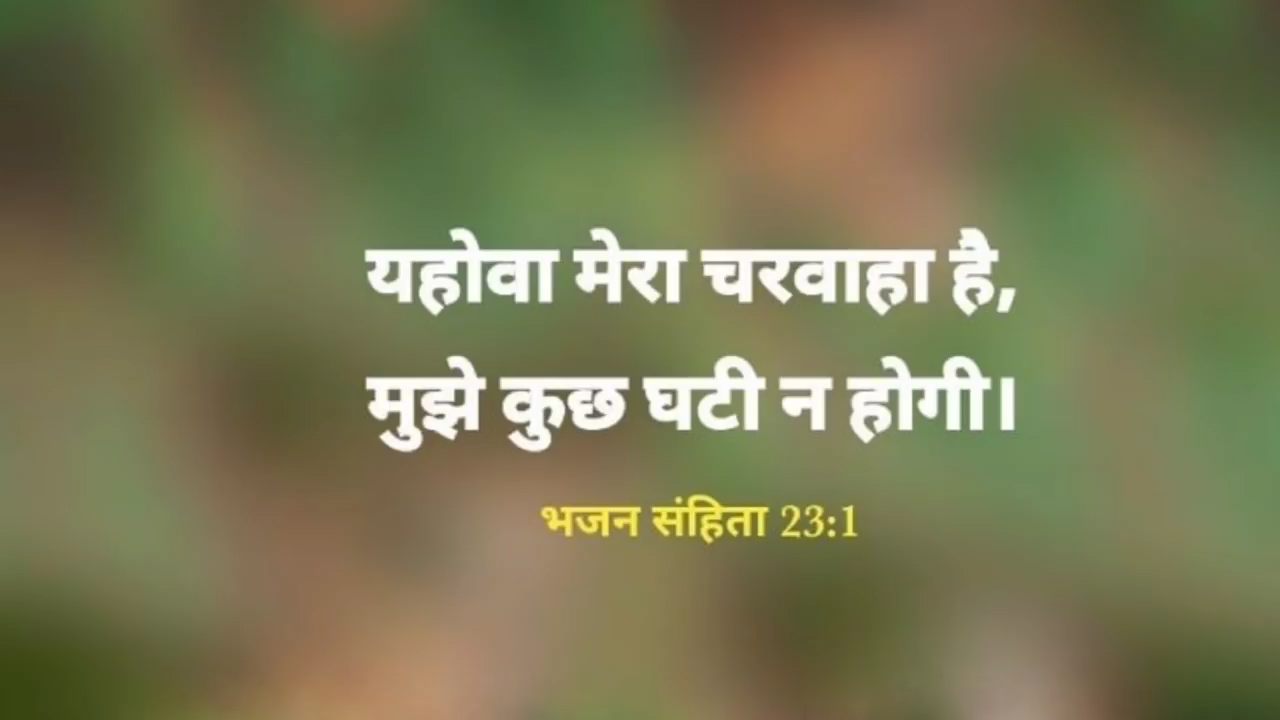 यहोवा मेरा चरवाहा है,
मुझे कुछ घटी न होगी।
भजन संहिता 23:1